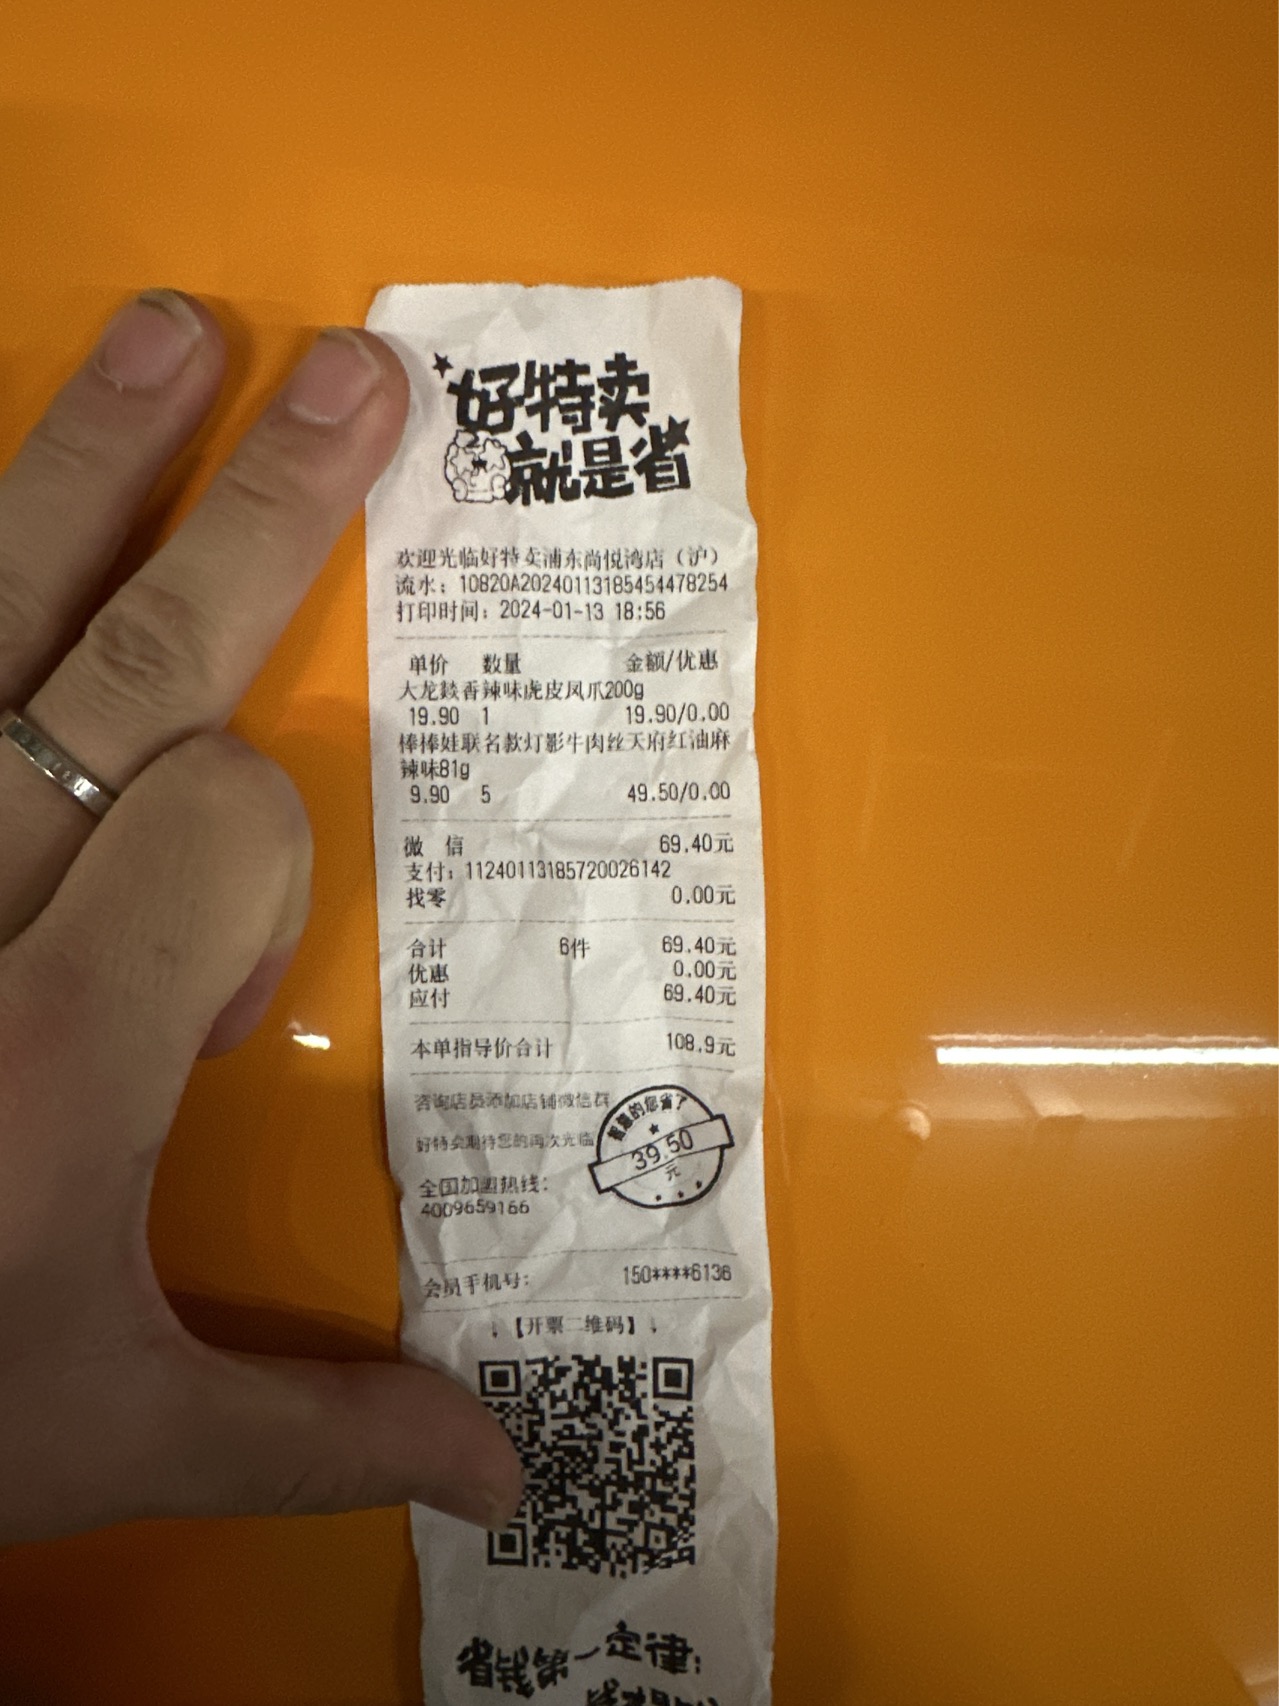 好特卖
就是省
欢迎光临好特卖浦东尚悦湾店（沪）
流水：10820A20240113185454478254
打印时间：2024-01-13 18:56
单价 数量 金额/优惠
大龙燚香辣味虎皮凤爪200g
19.90 1 19.90/0.00
棒棒娃联名款灯影牛肉丝天府红油麻
辣味81g
9.90 5 49.50/0.00
微 信 69.40元
支付：11240113185720026142
找零 0.00元
合计 6件 69.40元
优惠 0.00元
应付 69.40元
本单指导价合计 108.9元
咨询店员添加店铺微信群
好特卖期待您的再次光临
的您省了
39.50
元
全国加盟热线：
4009659166
会员手机号： 150****6136
↓【开票二维码】↓
省钱第一定律：